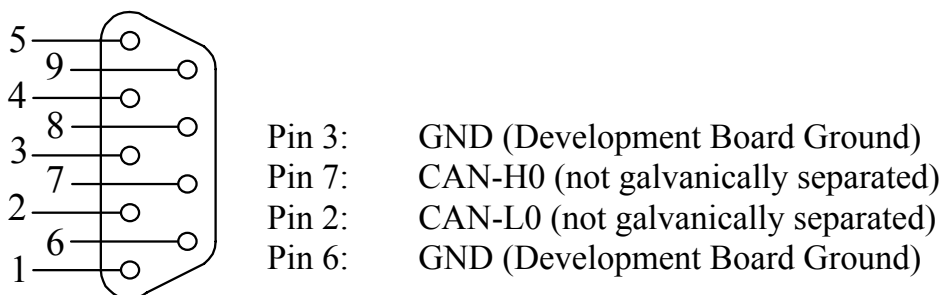 5
9
4
8
3
7
2
6
1
Pin 3: GND (Development Board Ground)
Pin 7: CAN-H0 (not galvanically separated)
Pin 2: CAN-L0 (not galvanically separated)
Pin 6: GND (Development Board Ground)